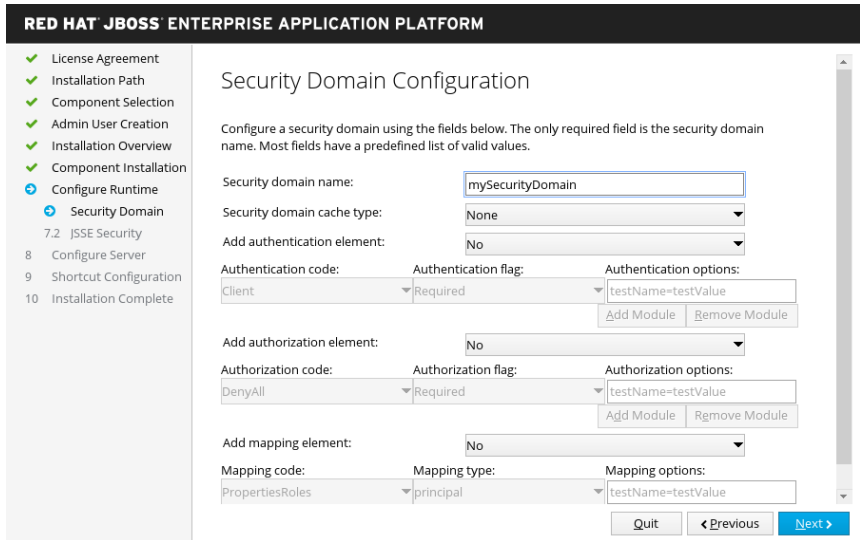 RED HAT JBOSS ENTERPRISE APPLICATION PLATFORM
License Agreement
Installation Path
Component Selection
Admin User Creation
Installation Overview
Component Installation
Configure Runtime
Security Domain
7.2 JSSE Security
8 Configure Server
9 Shortcut Configuration
10 Installation Complete
Security Domain Configuration
Configure a security domain using the fields below. The only required field is the security domain
name. Most fields have a predefined list of valid values.
Security domain name: mySecurityDomain
Security domain cache type: None
Add authentication element: No
Authentication code: Authentication flag: Authentication options:
Client Required testName=testValue
Add Module Remove Module
Add authorization element: No
Authorization code: Authorization flag: Authorization options:
DenyAll Required testName=testValue
Add Module Remove Module
Add mapping element: No
Mapping code: Mapping type: Mapping options:
PropertiesRoles principal testName=testValue
Quit Previous Next